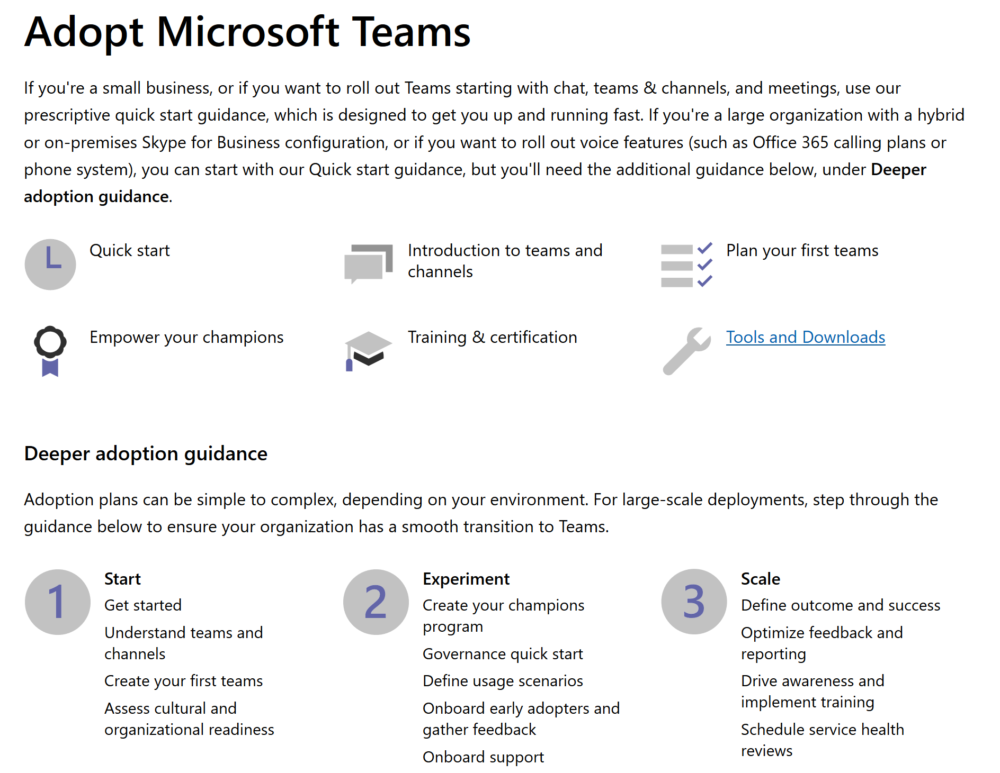 Adopt Microsoft Teams
If you're a small business, or if you want to roll out Teams starting with chat, teams & channels, and meetings, use our
prescriptive quick start guidance, which is designed to get you up and running fast. If you're a large organization with a hybrid
or on-premises Skype for Business configuration, or if you want to roll out voice features (such as Office 365 calling plans or
phone system), you can start with our Quick start guidance, but you'll need the additional guidance below, under Deeper
adoption guidance.
Quick start
Introduction to teams and
channels
Plan your first teams
Empower your champions
Training & certification
Tools and Downloads
Deeper adoption guidance
Adoption plans can be simple to complex, depending on your environment. For large-scale deployments, step through the
guidance below to ensure your organization has a smooth transition to Teams.
1
Start
Get started
Understand teams and
channels
Create your first teams
Assess cultural and
organizational readiness
2
Experiment
Create your champions
program
Governance quick start
Define usage scenarios
Onboard early adopters and
gather feedback
Onboard support
3
Scale
Define outcome and success
Optimize feedback and
reporting
Drive awareness and
implement training
Schedule service health
reviews